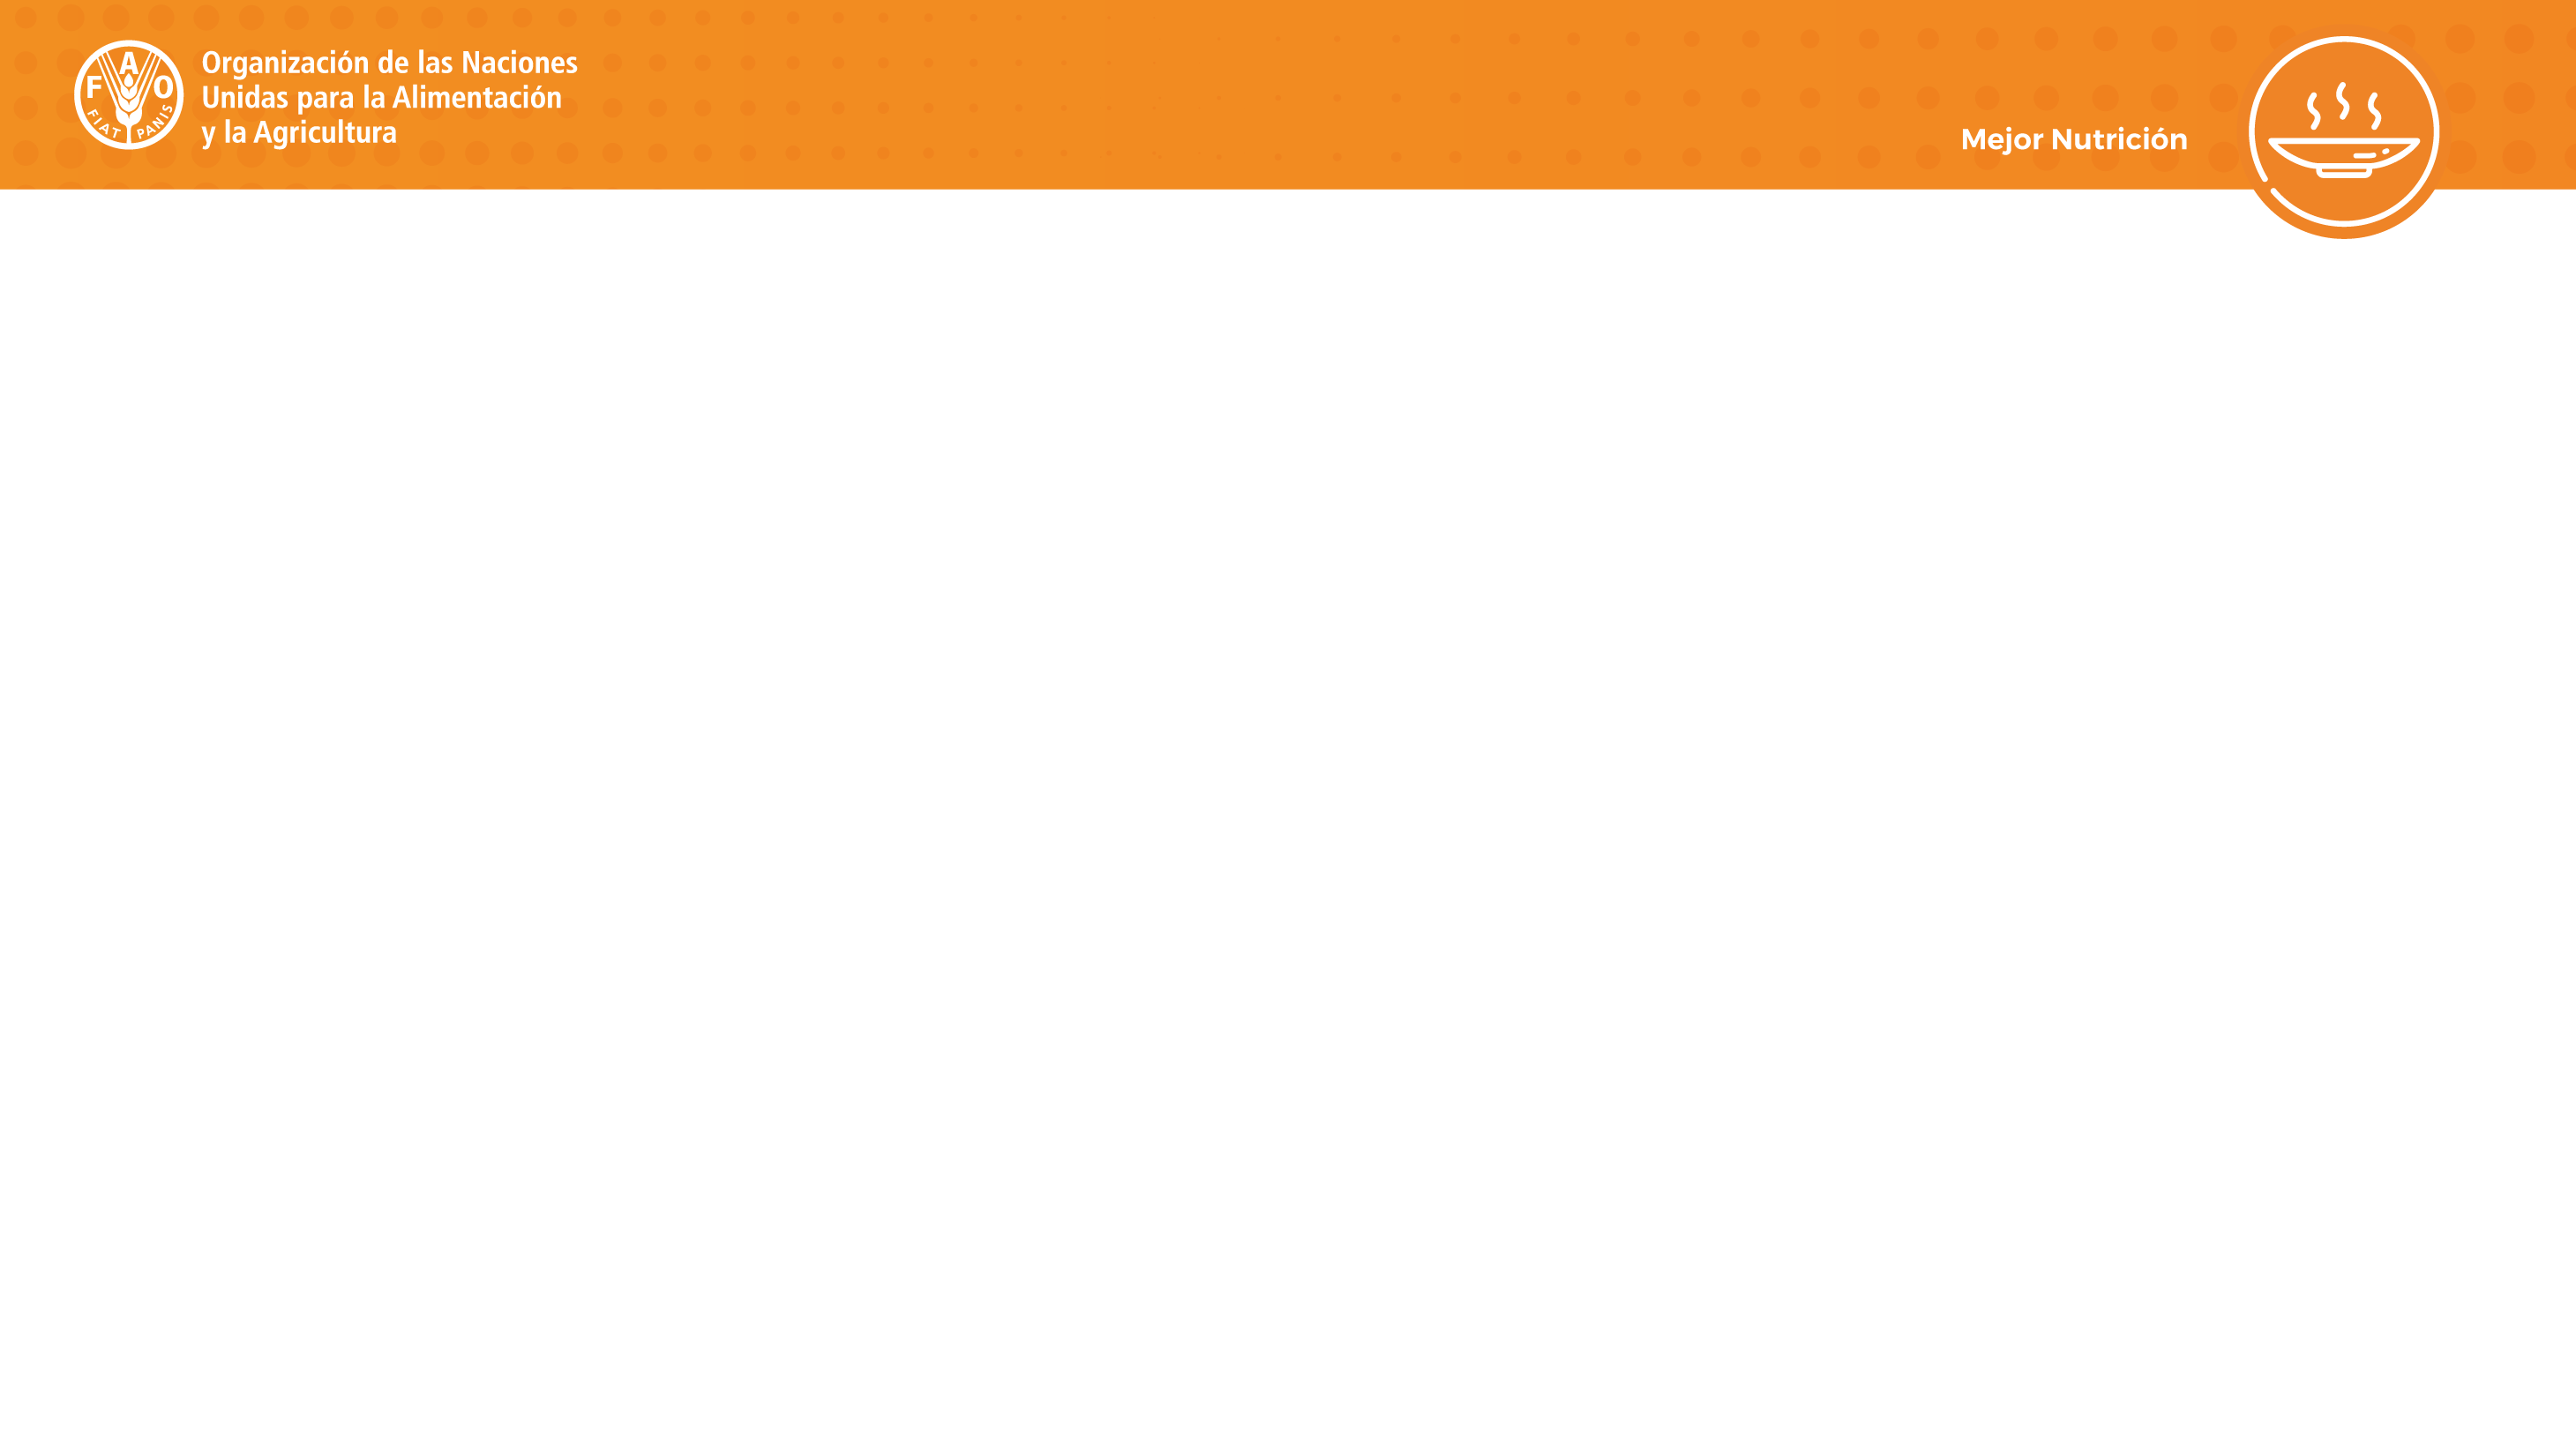 FAO
FIAT PANIS
Organización de las Naciones
Unidas para la Alimentación
y la Agricultura
Mejor Nutrición